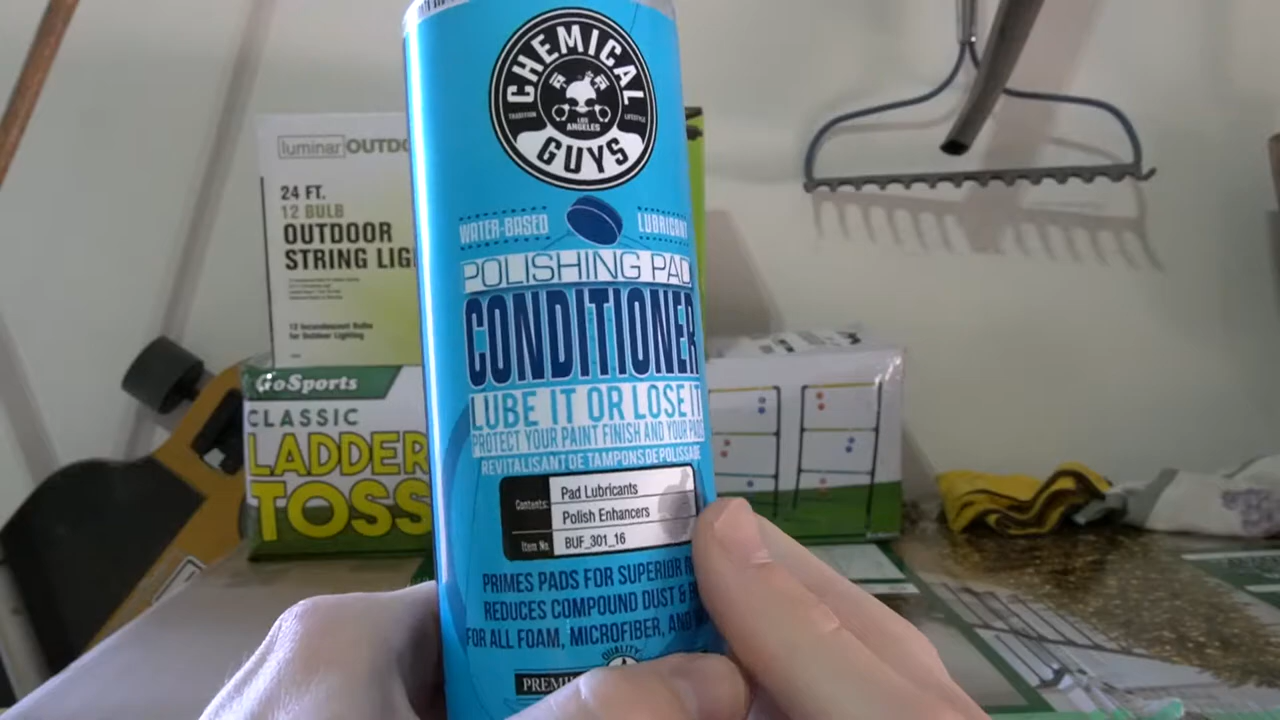 CHEMICAL
TRADITION
LOS
ANGELES
LIFESTYLE
GUYS
WATER-BASED
LUBRICANT
POLISHING PAD
CONDITIONER
LUBE IT OR LOSE IT
PROTECT YOUR PAINT FINISH AND YOUR PADS
REVITALISANT DE TAMPONS DE POLISSAGE
Contents:
Pad Lubricants
Polish Enhancers
Item No.
BUF_301_16
PRIMES PADS FOR SUPERIOR
REDUCES COMPOUND DUST &
FOR ALL FOAM, MICROFIBER, AND
QUALITY
luminar OUTDO
24 FT.
12 BULB
OUTDOOR
STRING LIG
12 Incandescent Bulbs
for Outdoor Lighting
GoSports
CLASSIC
LADDER
TOSS